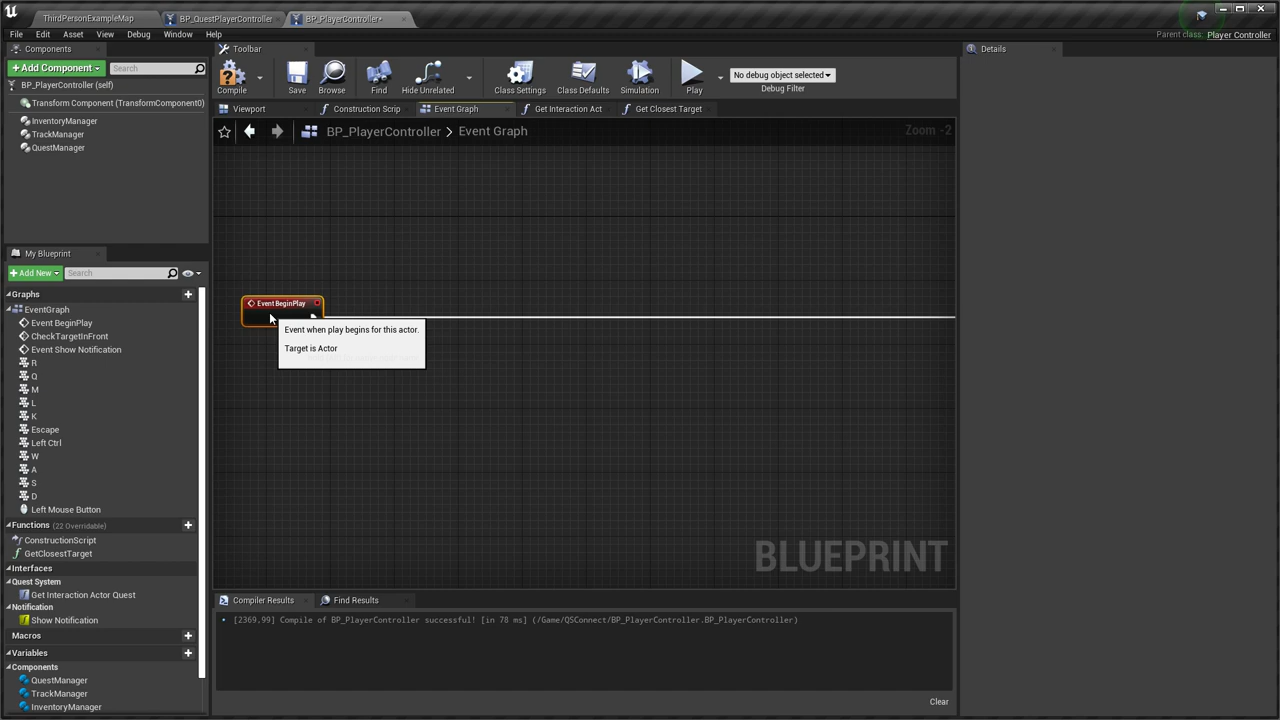 ThirdPersonExampleMap
BP_QuestPlayerController
BP_PlayerController*
File
Edit
Asset
View
Debug
Window
Help
Parent class: Player Controller
Components
Toolbar
Details
+ Add Component
Search
BP_PlayerController (self)
Transform Component (TransformComponent0)
InventoryManager
TrackManager
QuestManager
Compile
Save
Browse
Find
Hide Unrelated
Class Settings
Class Defaults
Simulation
Play
No debug object selected
Debug Filter
Viewport
Construction Scrip
Event Graph
Get Interaction Act
Get Closest Target
BP_PlayerController > Event Graph
Zoom -2
Event BeginPlay
Event when play begins for this actor.
Target is Actor
BLUEPRINT
My Blueprint
+ Add New
Search
Graphs
EventGraph
Event BeginPlay
CheckTargetInFront
Event Show Notification
R
Q
M
L
K
Escape
Left Ctrl
W
A
S
D
Left Mouse Button
Functions (22 Overridable)
ConstructionScript
GetClosestTarget
Interfaces
Quest System
Get Interaction Actor Quest
Notification
Show Notification
Macros
Variables
Components
QuestManager
TrackManager
InventoryManager
Compiler Results
Find Results
[2369.99] Compile of BP_PlayerController successful! [in 78 ms] (/Game/QSConnect/BP_PlayerController.BP_PlayerController)
Clear